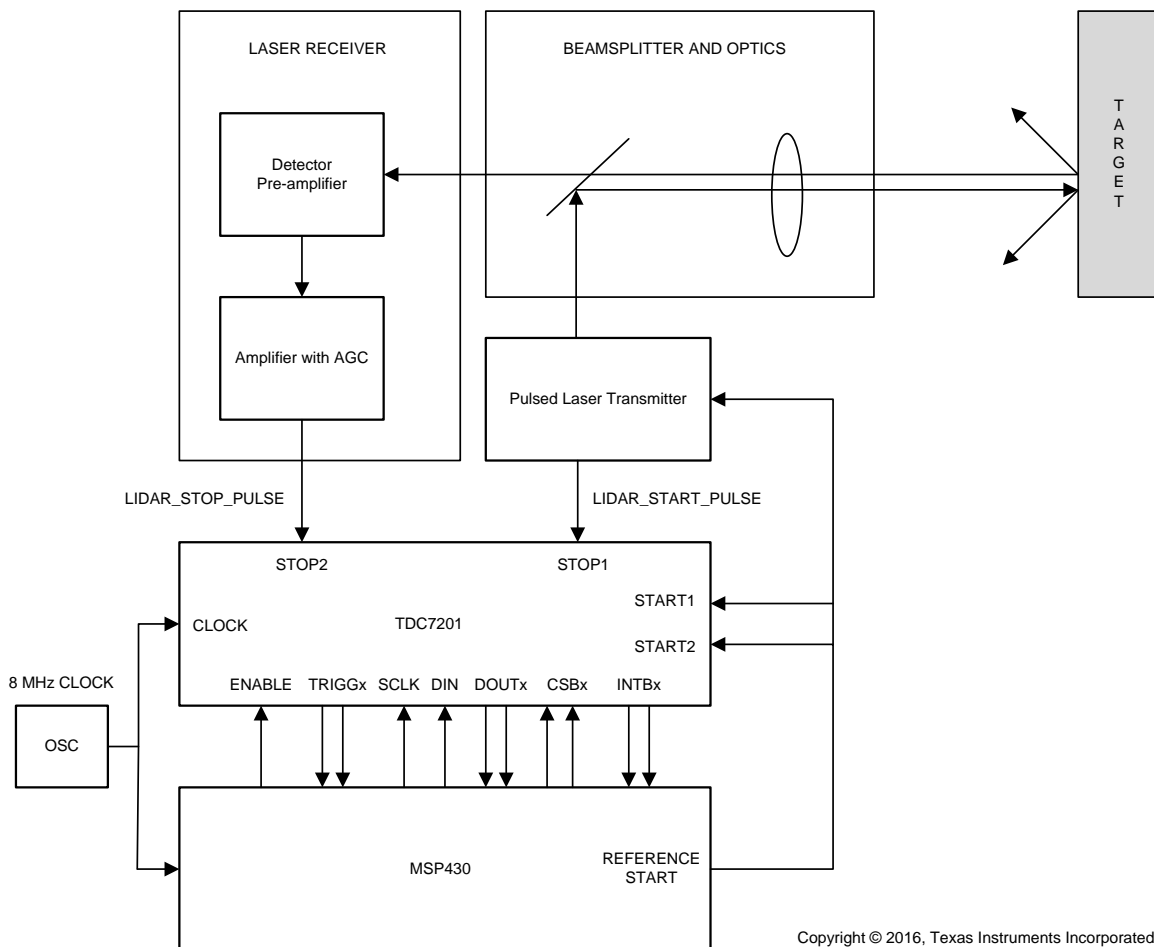 LASER RECEIVER
BEAMSPLITTER AND OPTICS
TARGET
Detector
Pre-amplifier
Amplifier with AGC
Pulsed Laser Transmitter
LIDAR_STOP_PULSE
LIDAR_START_PULSE
STOP2
STOP1
START1
CLOCK
TDC7201
START2
8 MHz CLOCK
ENABLE
TRIGGx
SCLK
DIN
DOUTx
CSBx
INTBx
OSC
MSP430
REFERENCE
START
Copyright © 2016, Texas Instruments Incorporated